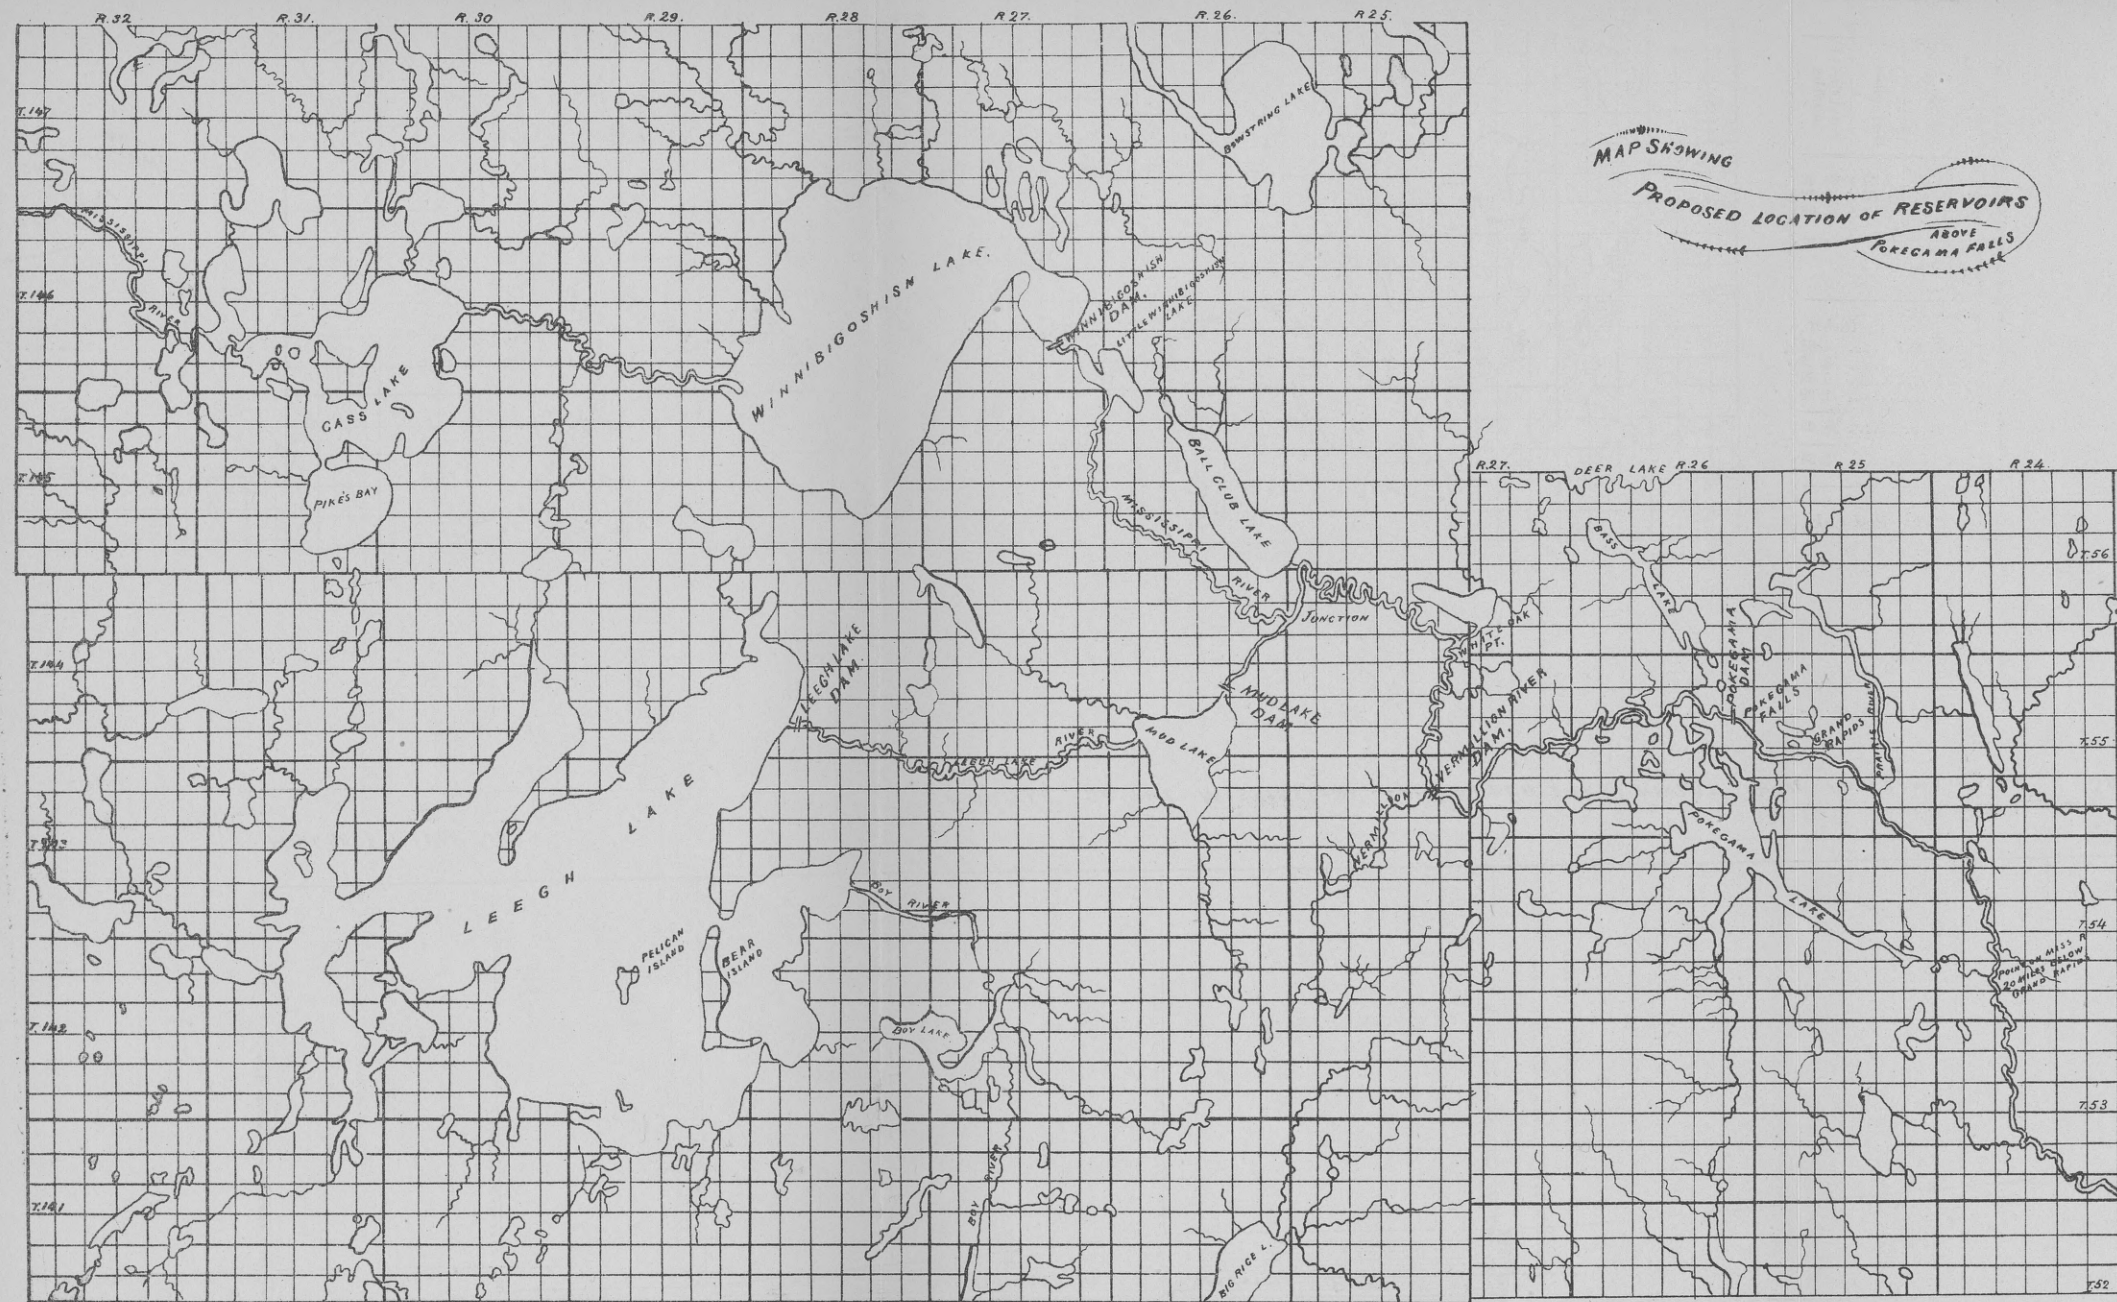 R.32
R.31.
R.30
R.29.
R.28
R.27.
R.26.
R.25.
MAP SHOWING
PROPOSED LOCATION OF RESERVOIRS
ABOVE
POKEGAMA FALLS
T.147
BOWSTRING LAKE
MISSISSIPPI
RIVER
T.146
WINNIBIGOSHISH LAKE.
WINNIBIGOSHISH
DAM.
LITTLE WINNIBIGOSHISH
LAKE
CASS LAKE
PIKE'S BAY
T.145
BALL CLUB LAKE
MISSISSIPPI
RIVER
JUNCTION
R.27.
DEER LAKE
R.26
R 25
R 24.
BASS
LAKE
T.56
WHITE OAK
PT.
T.144
LEECH LAKE
DAM.
MUD LAKE
DAM
MUD LAKE
LEECH LAKE
RIVER
VERMILLION RIVER
DAM.
VERMILLION
POKEGAMA
DAM
POKEGAMA
FALLS
GRAND
RAPIDS
PRAIRIE RIVER
T.55
T.143
LEEGH LAKE
POKEGAMA
LAKE
BOY
RIVER
PELICAN
ISLAND
BEAR
ISLAND
T.54
POINT ON MISS R
20 MILES BELOW
GRAND RAPIDS
T.142
BOY LAKE
T.53
T.141
BOY
RIVER
BIG RICE L.
T.52